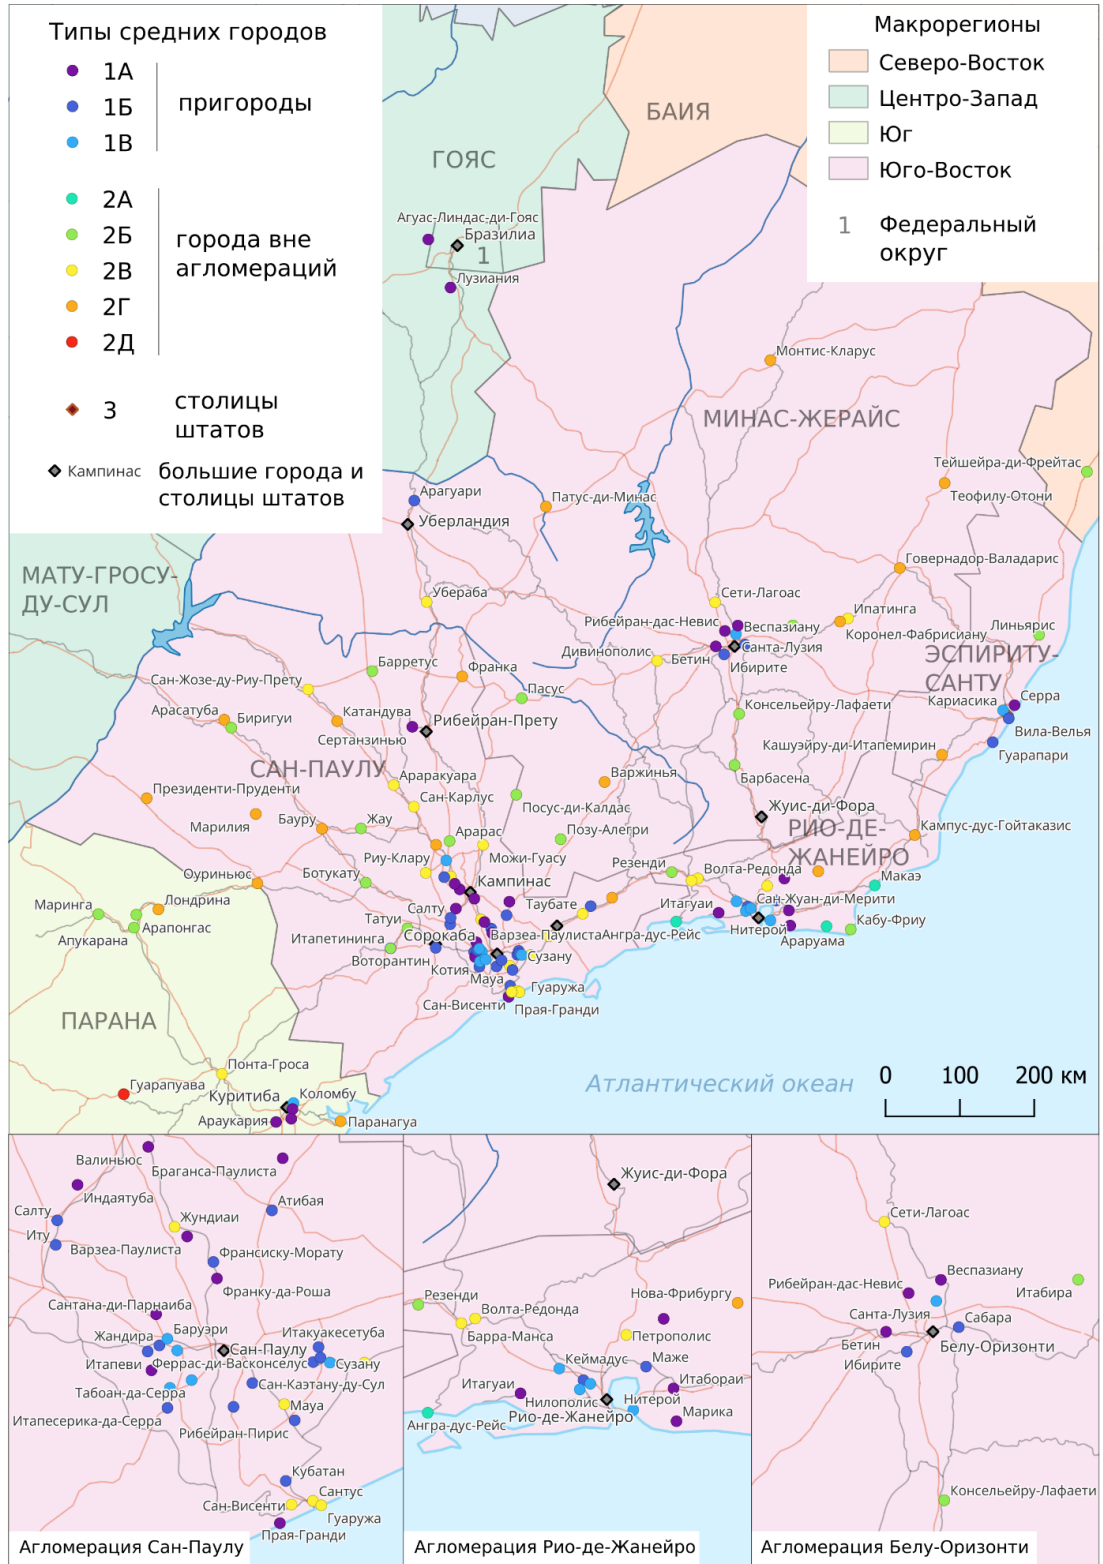 Типы средних городов
1А
1Б
1В
пригороды
2А
2Б
2В
2Г
2Д
города вне
агломераций
3
столицы
штатов
Кампинас
большие города и
столицы штатов
Макрорегионы
Северо-Восток
Центро-Запад
Юг
Юго-Восток
1
Федеральный
округ
БАИЯ
ГОЯС
Агуас-Линдас-ди-Гояс
Бразилиа
1
Лузиания
Монтис-Кларус
МИНАС-ЖЕРАЙС
Тейшейра-ди-Фрейтас
Теофилу-Отони
Арагуари
Патус-ди-Минас
Уберландия
МАТУ-ГРОСУ-
ДУ-СУЛ
Говернадор-Валадарис
Убераба
Сети-Лагоас
Ипатинга
Рибейран-дас-Невис
Веспазиану
Коронел-Фабрисиану
Линьярис
Дивинополис
Бетин
Санта-Лузия
Ибирите
ЭСПИРИТУ-
САНТУ
Барретус
Франка
Сан-Жозе-ду-Риу-Прету
Пасус
Серра
Кариасика
Арасатуба
Биригуи
Катандува
Рибейран-Прету
Консельейру-Лафаети
Вила-Велья
Сертанзинью
Кашуэйру-ди-Итапемирин
Гуарапари
САН-ПАУЛУ
Араракуара
Варжинья
Барбасена
Президенти-Пруденти
Сан-Карлус
Посус-ди-Калдас
Жуис-ди-Фора
Марилия
Бауру
Жау
Арарас
Позу-Алегри
РИО-ДЕ-
ЖАНЕЙРО
Кампус-дус-Гойтаказис
Риу-Клару
Можи-Гуасу
Резенди
Волта-Редонда
Оуриньюс
Ботукату
Кампинас
Макаэ
Маринга
Лондрина
Салту
Таубате
Итагуаи
Сан-Жуан-ди-Мерити
Татуи
Апукарана
Арапонгас
Итапетининга
Сорокаба
Варзеа-Паулиста
Ангра-дус-Рейс
Нитерой
Кабу-Фриу
Араруама
Воторантин
Котия
Сузану
Мауа
Гуаружа
Сан-Висенти
Прая-Гранди
ПАРАНА
Понта-Гроса
Гуарапуава
Куритиба
Коломбу
Араукария
Паранагуа
Атлантический океан
0 100 200 км
Валиньюс
Браганса-Паулиста
Индаятуба
Салту
Жундиаи
Атибая
Иту
Варзеа-Паулиста
Франсиску-Морату
Франку-да-Роша
Сантана-ди-Парнаиба
Жандира
Баруэри
Итакуакесетуба
Сан-Паулу
Итапеви
Феррас-ди-Васконселус
Сузану
Табоан-да-Серра
Сан-Каэтану-ду-Сул
Мауа
Итапесерика-да-Серра
Рибейран-Пирис
Кубатан
Сантус
Сан-Висенти
Гуаружа
Прая-Гранди
Агломерация Сан-Паулу
Жуис-ди-Фора
Резенди
Нова-Фрибургу
Волта-Редонда
Барра-Манса
Петрополис
Кеймадус
Маже
Итагуаи
Итабораи
Нилополис
Нитерой
Рио-де-Жанейро
Марика
Ангра-дус-Рейс
Агломерация Рио-де-Жанейро
Сети-Лагоас
Веспазиану
Рибейран-дас-Невис
Итабира
Санта-Лузия
Сабара
Бетин
Белу-Оризонти
Ибирите
Консельейру-Лафаети
Агломерация Белу-Оризонти